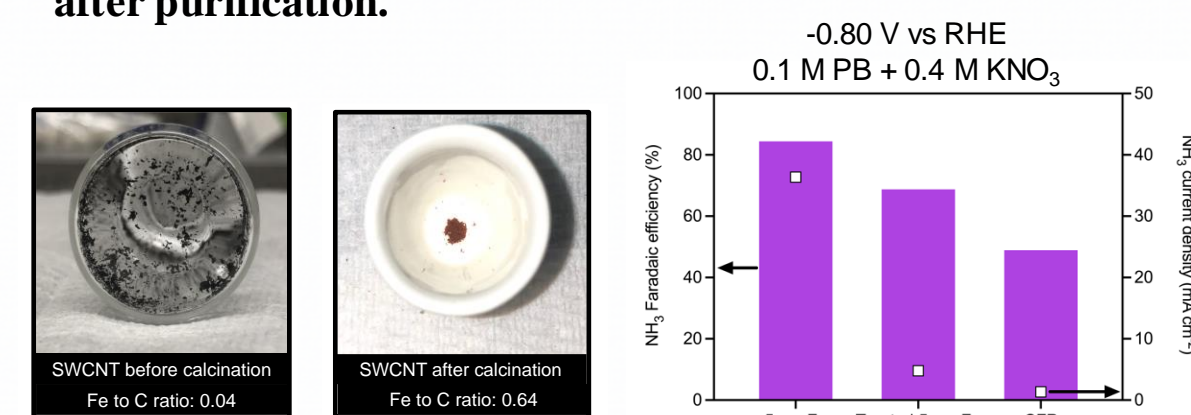 after purification.
-0.80 V vs RHE
0.1 M PB + 0.4 M KNO₃
SWCNT before calcination
Fe to C ratio: 0.04
SWCNT after calcination
Fe to C ratio: 0.64
NH₃ Faradaic efficiency (%)
100
80
60
40
20
0
50
40
30
20
10
0
NH₃ current density (mA cm⁻²)